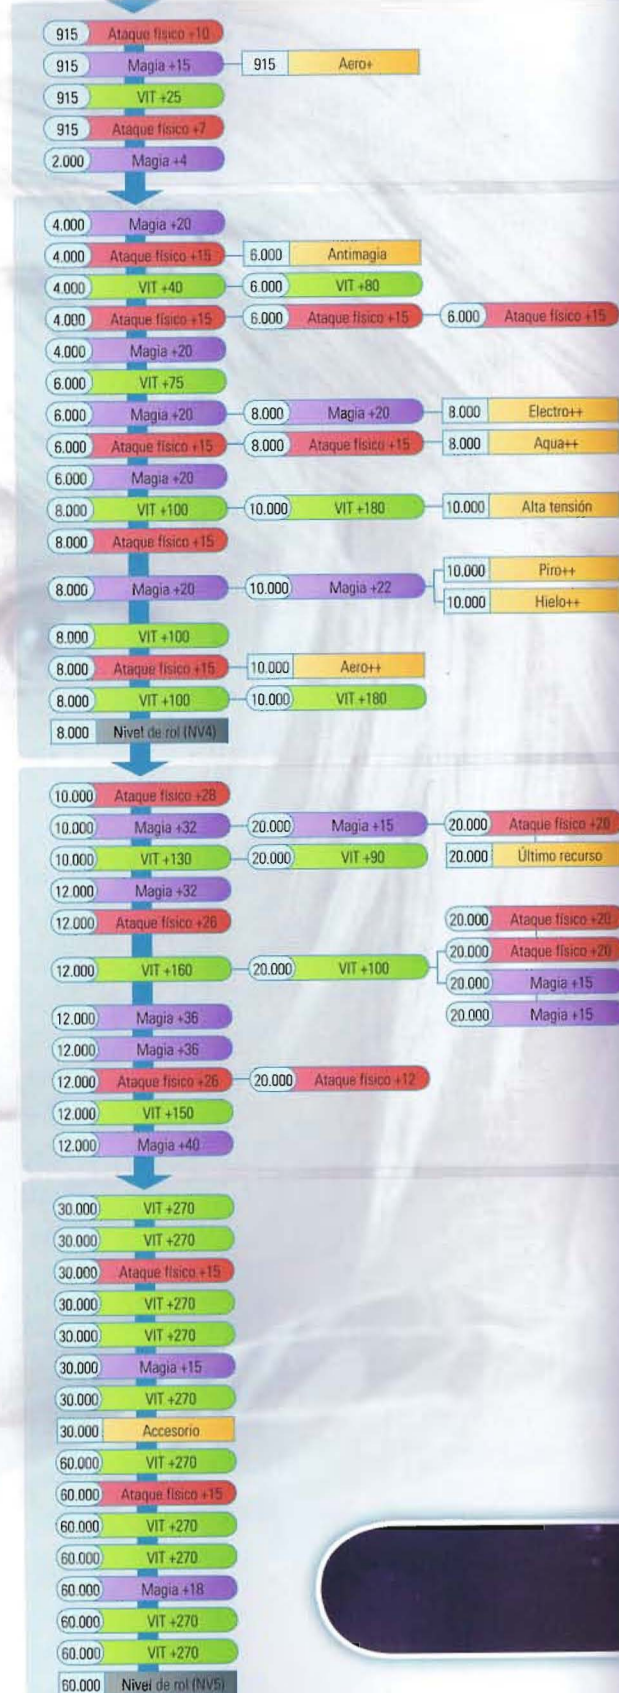 915 Ataque físico +10
915 Magia +15 915 Aero+
915 VIT +25
915 Ataque físico +7
2.000 Magia +4
4.000 Magia +20
4.000 Ataque físico +15 6.000 Antimagia
4.000 VIT +40 6.000 VIT +80
4.000 Ataque físico +15 6.000 Ataque físico +15 6.000 Ataque físico +15
4.000 Magia +20
6.000 VIT +75
6.000 Magia +20 8.000 Magia +20 8.000 Electro++
6.000 Ataque físico +15 8.000 Ataque físico +15 8.000 Aqua++
6.000 Magia +20
8.000 VIT +100 10.000 VIT +180 10.000 Alta tensión
8.000 Ataque físico +15
10.000 Piro++
8.000 Magia +20 10.000 Magia +22
10.000 Hielo++
8.000 VIT +100
8.000 Ataque físico +15 10.000 Aero++
8.000 VIT +100 10.000 VIT +180
8.000 Nivel de rol (NV4)
10.000 Ataque físico +28
10.000 Magia +32 20.000 Magia +15 20.000 Ataque físico +20
10.000 VIT +130 20.000 VIT +90 20.000 Último recurso
12.000 Magia +32
12.000 Ataque físico +26 20.000 Ataque físico +20
20.000 Ataque físico +20
12.000 VIT +160 20.000 VIT +100
20.000 Magia +15
12.000 Magia +36 20.000 Magia +15
12.000 Magia +36
12.000 Ataque físico +26 20.000 Ataque físico +12
12.000 VIT +150
12.000 Magia +40
30.000 VIT +270
30.000 VIT +270
30.000 Ataque físico +15
30.000 VIT +270
30.000 VIT +270
30.000 Magia +15
30.000 VIT +270
30.000 Accesorio
60.000 VIT +270
60.000 Ataque físico +15
60.000 VIT +270
60.000 VIT +270
60.000 Magia +18
60.000 VIT +270
60.000 VIT +270
60.000 Nivel de rol (NV5)